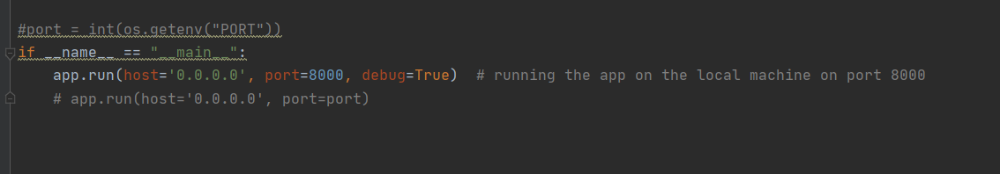 #port = int(os.getenv("PORT"))
if __name__ == "__main__":
app.run(host='0.0.0.0', port=8000, debug=True)  # running the app on the local machine on port 8000
# app.run(host='0.0.0.0', port=port)